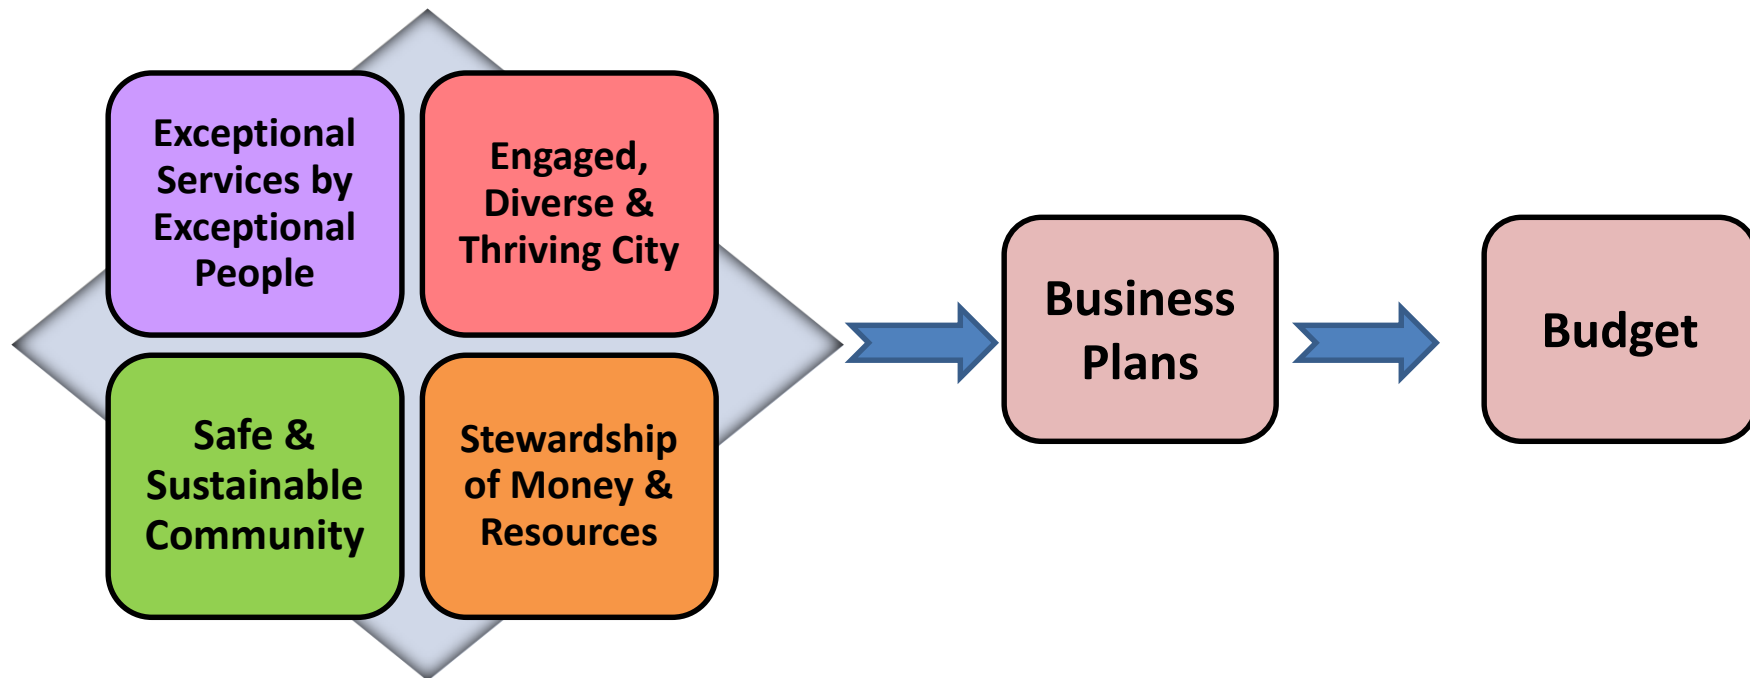 Exceptional
Services by
Exceptional
People
Engaged,
Diverse &
Thriving City
Safe &
Sustainable
Community
Stewardship
of Money &
Resources
Business
Plans
Budget